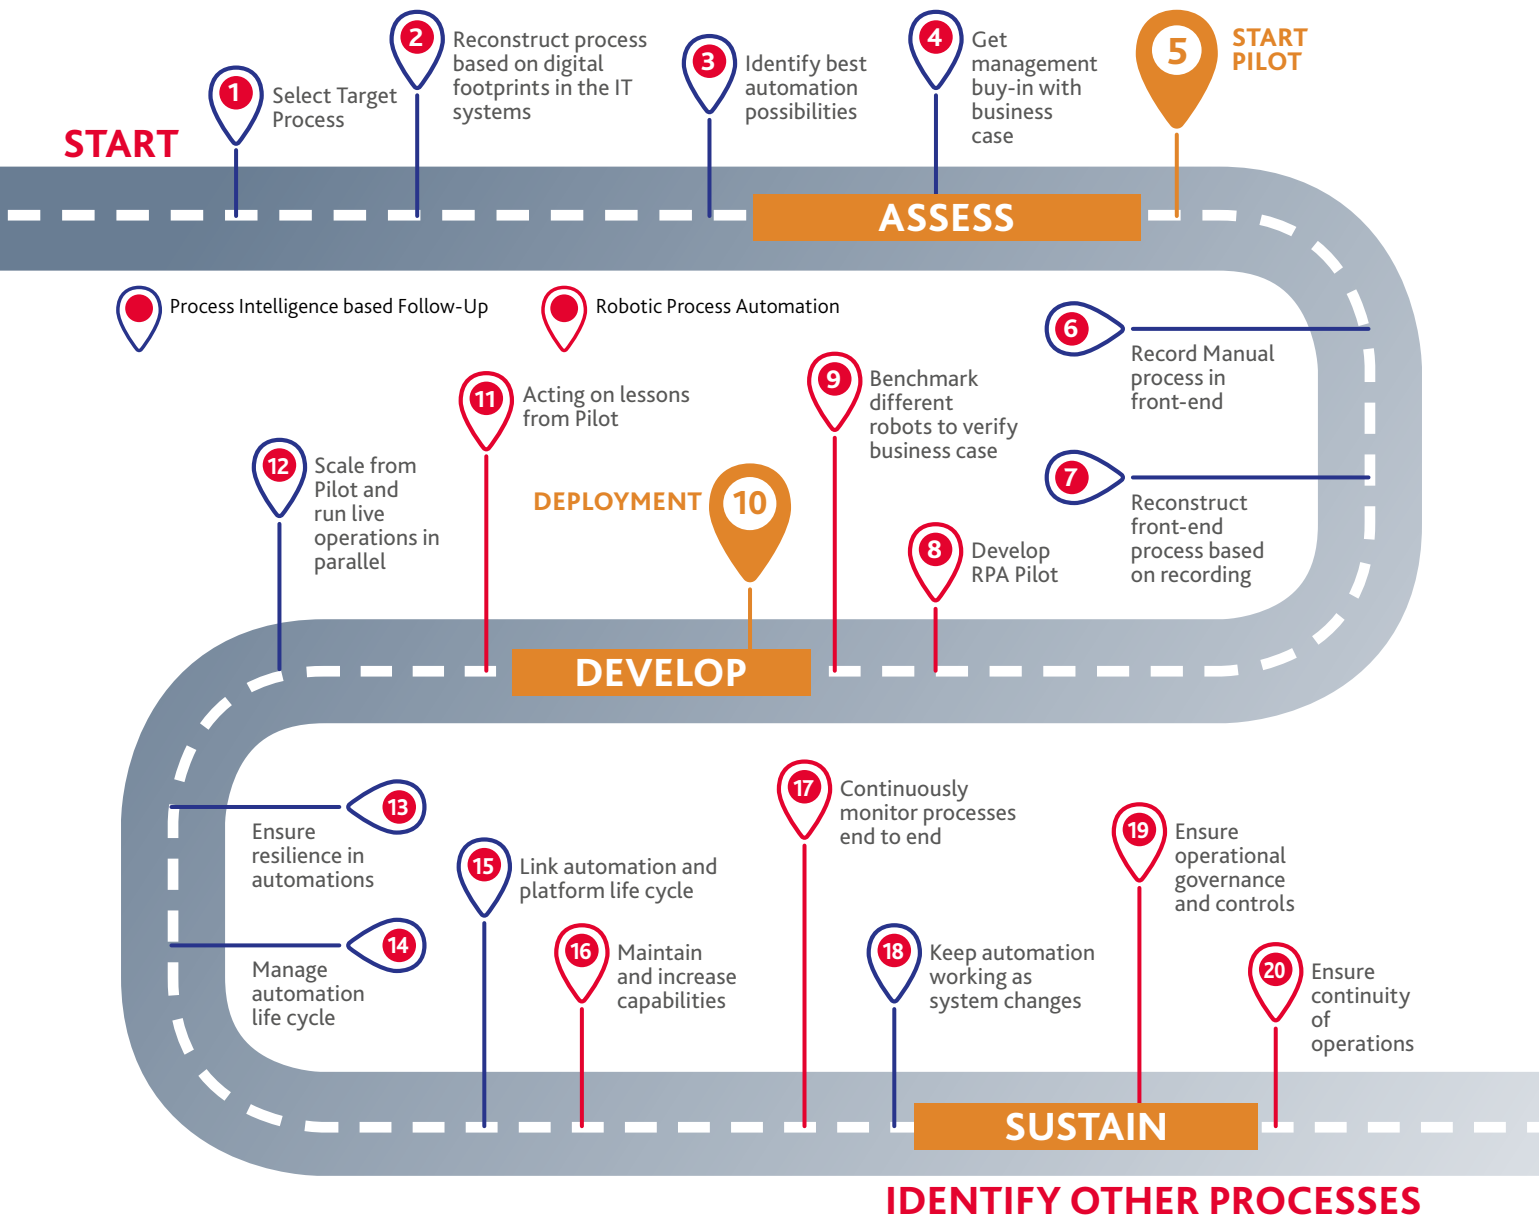 START
1
Select Target
Process
2
Reconstruct process
based on digital
footprints in the IT
systems
3
Identify best
automation
possibilities
4
Get
management
buy-in with
business
case
5
START
PILOT
ASSESS
Process Intelligence based Follow-Up
Robotic Process Automation
6
Record Manual
process in
front-end
7
Reconstruct
front-end
process based
on recording
8
Develop
RPA Pilot
9
Benchmark
different
robots to verify
business case
DEPLOYMENT
10
DEVELOP
11
Acting on lessons
from Pilot
12
Scale from
Pilot and
run live
operations in
parallel
13
Ensure
resilience in
automations
14
Manage
automation
life cycle
15
Link automation and
platform life cycle
16
Maintain
and increase
capabilities
17
Continuously
monitor processes
end to end
18
Keep automation
working as
system changes
19
Ensure
operational
governance
and controls
20
Ensure
continuity
of
operations
SUSTAIN
IDENTIFY OTHER PROCESSES